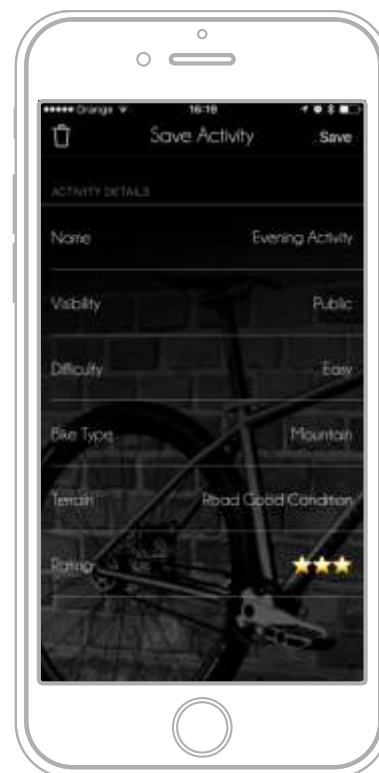 Orange 16:18
Save Activity Save
ACTIVITY DETAILS
Name Evening Activity
Visibility Public
Difficulty Easy
Bike Type Mountain
Terrain Road Good Condition
Rating